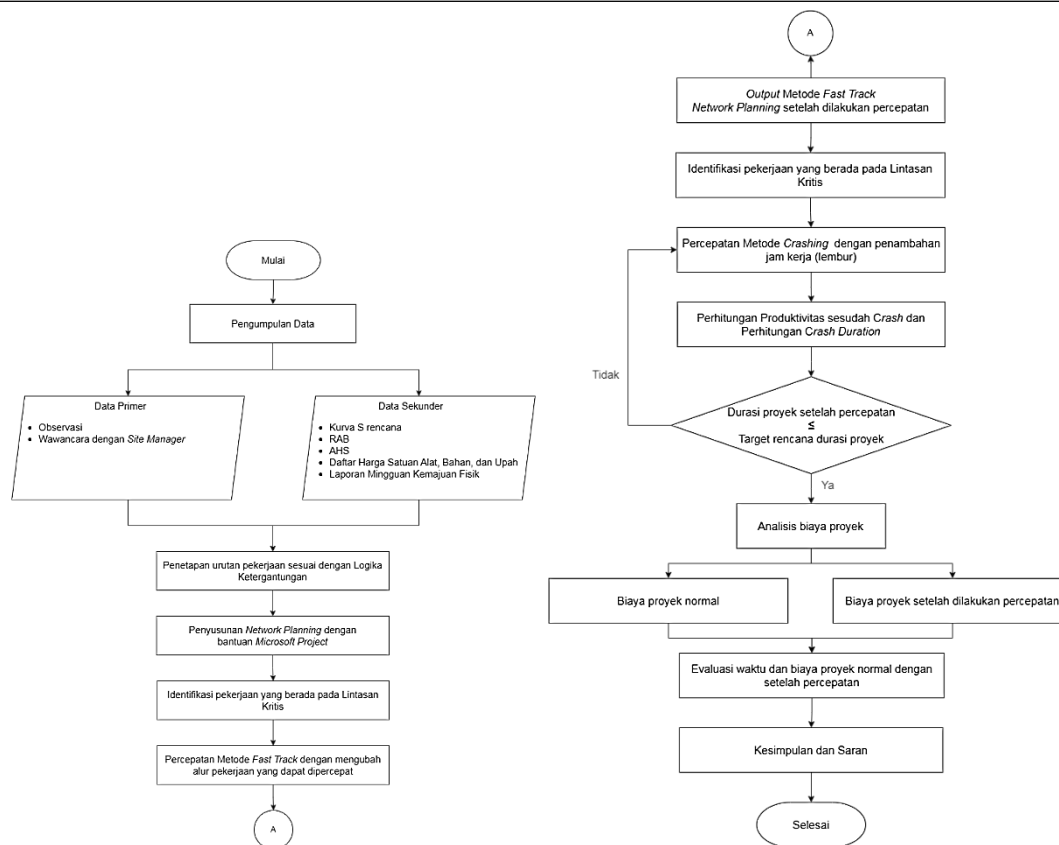 Mulai
Pengumpulan Data
Data Primer
• Observasi
• Wawancara dengan Site Manager
Data Sekunder
• Kurva S rencana
• RAB
• AHS
• Daftar Harga Satuan Alat, Bahan, dan Upah
• Laporan Mingguan Kemajuan Fisik
Penetapan urutan pekerjaan sesuai dengan Logika
Ketergantungan
Penyusunan Network Planning dengan
bantuan Microsoft Project
Identifikasi pekerjaan yang berada pada Lintasan
Kritis
Percepatan Metode Fast Track dengan mengubah
alur pekerjaan yang dapat dipercepat
A
A
Output Metode Fast Track
Network Planning setelah dilakukan percepatan
Identifikasi pekerjaan yang berada pada Lintasan
Kritis
Percepatan Metode Crashing dengan penambahan
jam kerja (lembur)
Perhitungan Produktivitas sesudah Crash dan
Perhitungan Crash Duration
Tidak
Durasi proyek setelah percepatan
≤
Target rencana durasi proyek
Ya
Analisis biaya proyek
Biaya proyek normal
Biaya proyek setelah dilakukan percepatan
Evaluasi waktu dan biaya proyek normal dengan
setelah percepatan
Kesimpulan dan Saran
Selesai